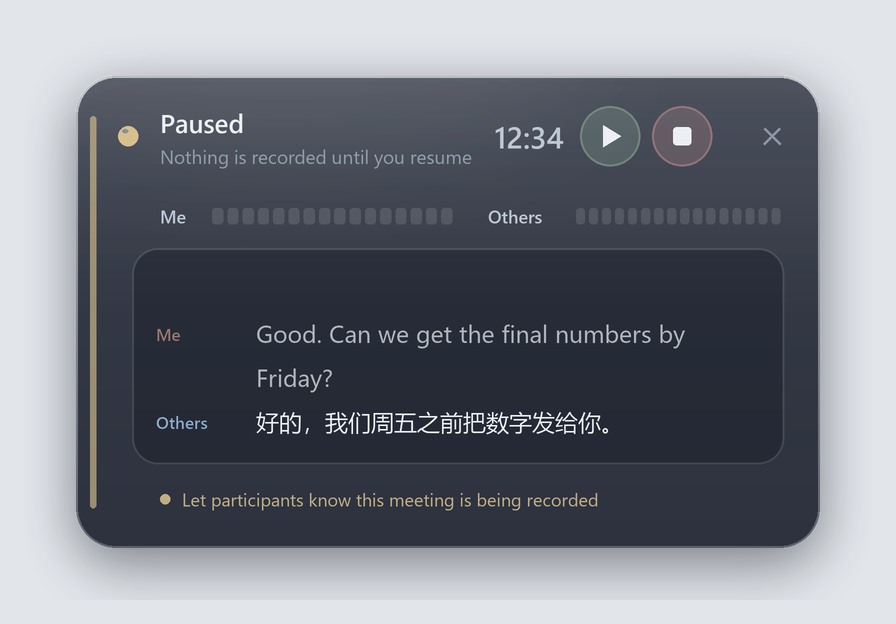 Paused
12:34
Nothing is recorded until you resume
Me
Others
Me
Good. Can we get the final numbers by
Friday?
Others
好的，我们周五之前把数字发给你。
Let participants know this meeting is being recorded